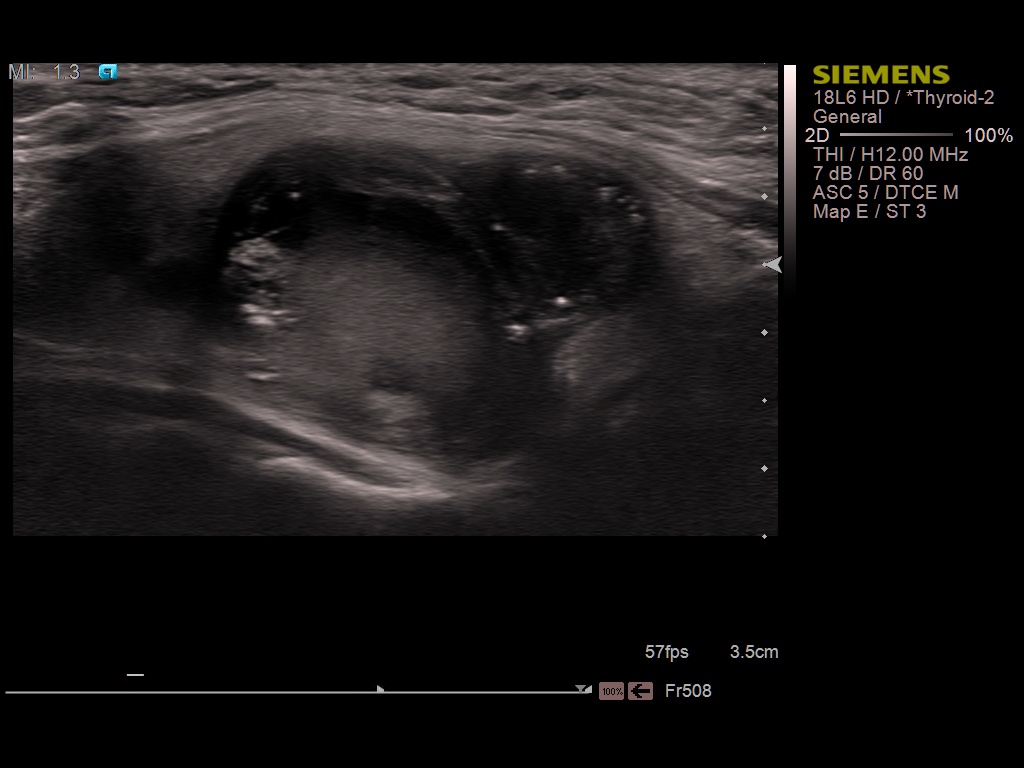 MI: 1.3
SIEMENS
18L6 HD / *Thyroid-2
General
2D 100%
THI / H12.00 MHz
7 dB / DR 60
ASC 5 / DTCE M
Map E / ST 3
57fps 3.5cm
100% Fr508